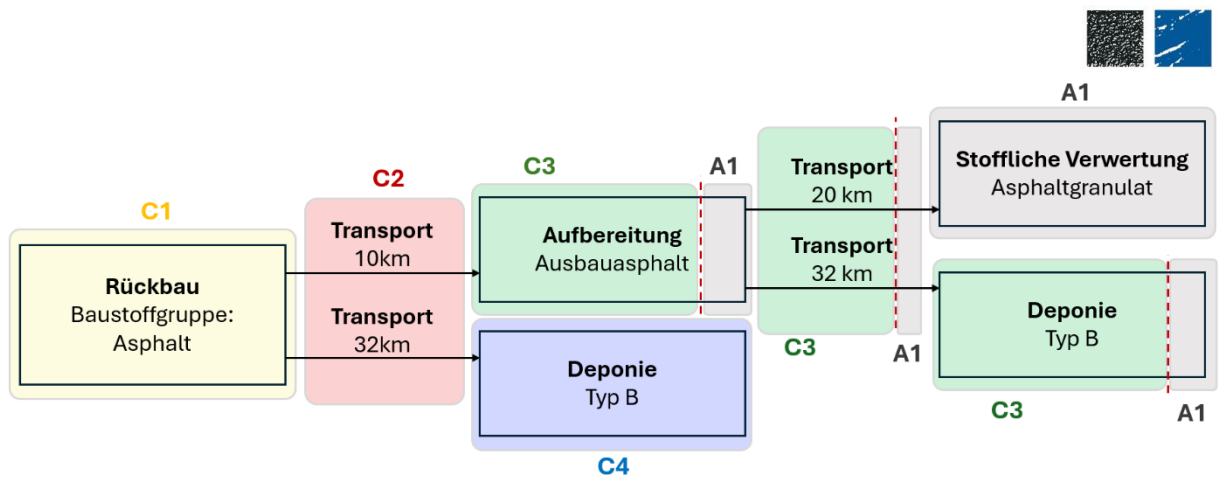 C1
Rückbau
Baustoffgruppe:
Asphalt
C2
Transport
10km
Transport
32km
C3
A1
Aufbereitung
Ausbauasphalt
Deponie
Typ B
C4
Transport
20 km
Transport
32 km
C3
A1
A1
Stoffliche Verwertung
Asphaltgranulat
Deponie
Typ B
C3
A1